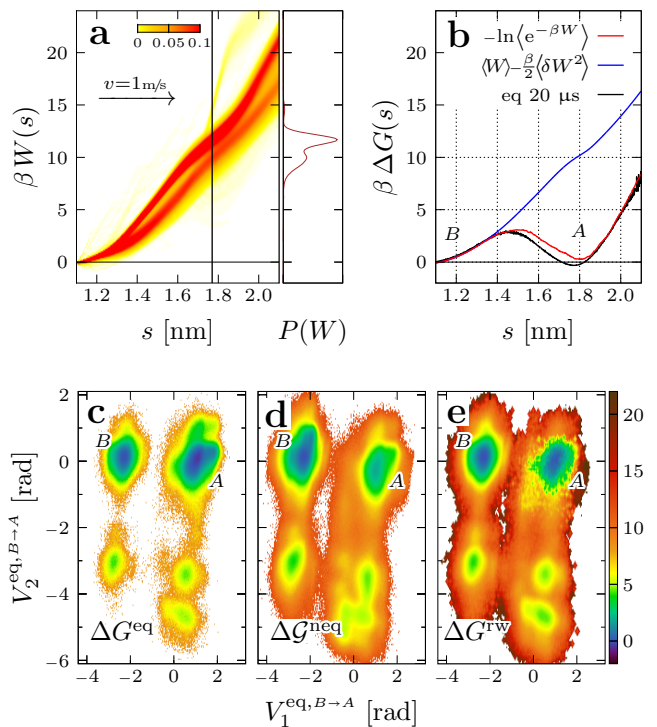 a
0 0.05 0.1
v=1m/s
β W(s)
20
15
10
5
0
1.2 1.4 1.6 1.8 2.0
s [nm]
P(W)
b
−ln⟨e^{−βW}⟩
⟨W⟩−β/2⟨δW²⟩
eq 20 μs
β ΔG(s)
20
15
10
5
0
B
A
1.2 1.4 1.6 1.8 2.0
s [nm]
c
B
A
ΔG^{eq}
d
B
A
Δ𝒢^{neq}
e
B
A
ΔG^{rw}
V₂^{eq,B→A} [rad]
2
0
−2
−4
−6
−4 −2 0 2
−4 −2 0 2
−4 −2 0 2
V₁^{eq,B→A} [rad]
20
15
10
5
0